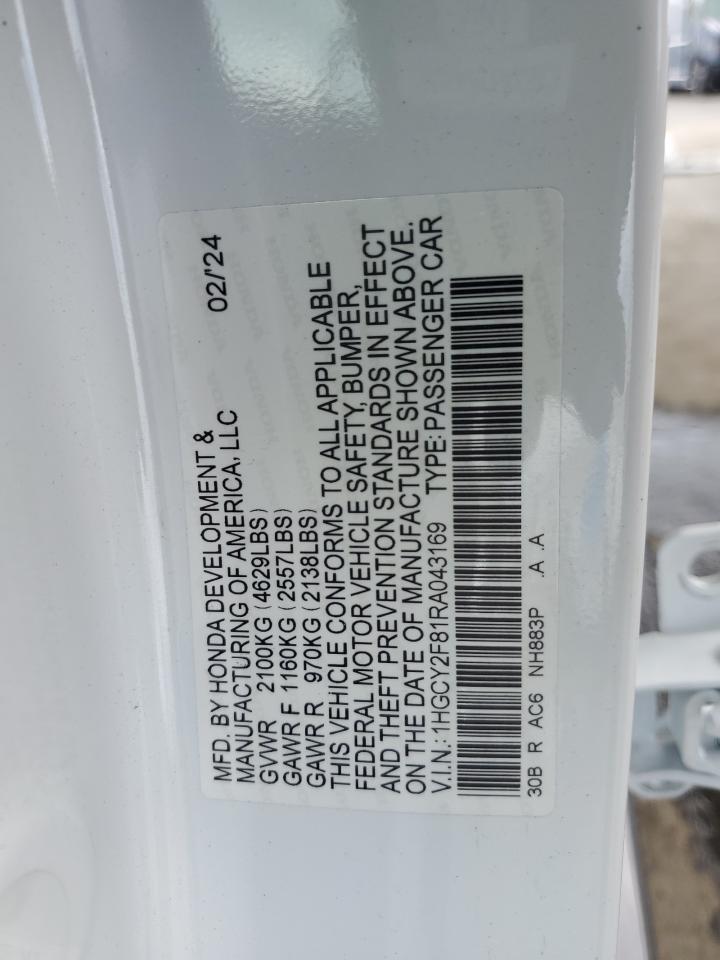 MFD. BY HONDA DEVELOPMENT & 02/'24
MANUFACTURING OF AMERICA, LLC
GVWR 2100KG (4629LBS)
GAWR F 1160KG (2557LBS)
GAWR R 970KG (2138LBS)
THIS VEHICLE CONFORMS TO ALL APPLICABLE
FEDERAL MOTOR VEHICLE SAFETY, BUMPER,
AND THEFT PREVENTION STANDARDS IN EFFECT
ON THE DATE OF MANUFACTURE SHOWN ABOVE.
V.I.N.:1HGCY2F81RA043169 TYPE:PASSENGER CAR
30B R AC6 NH883P .A .A